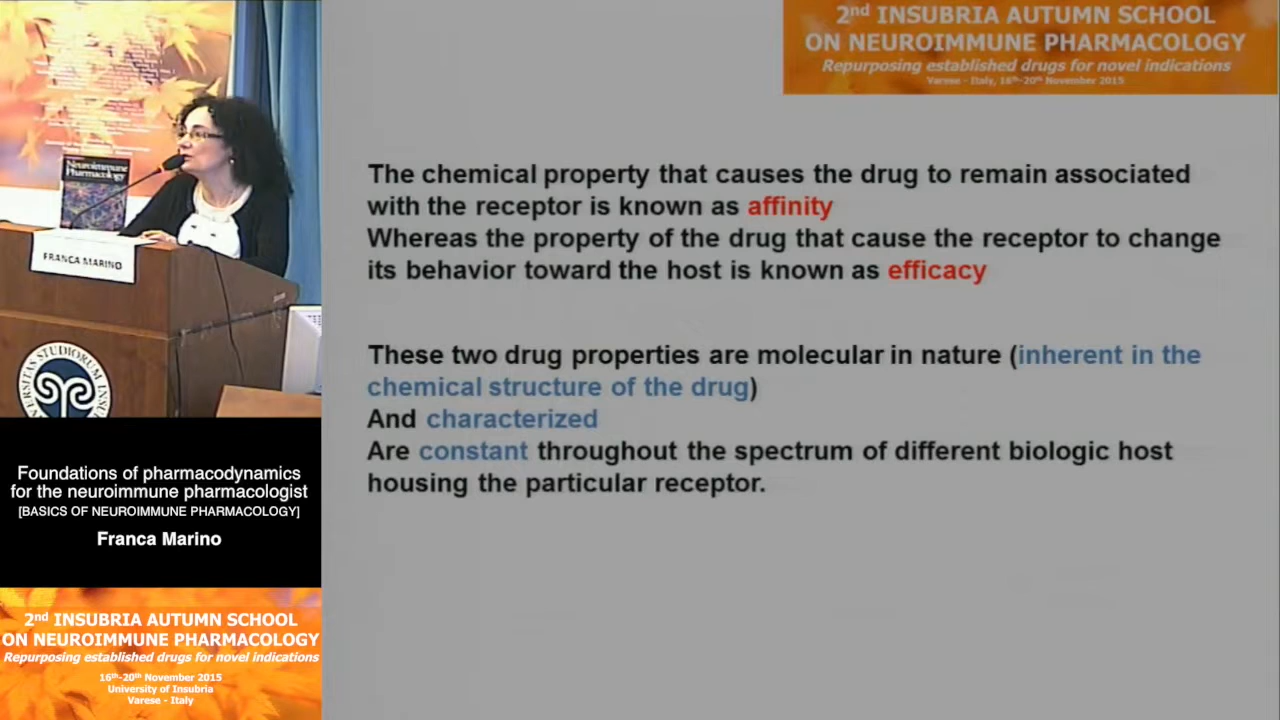 2nd INSUBRIA AUTUMN SCHOOL
ON NEUROIMMUNE PHARMACOLOGY
Repurposing established drugs for novel indications
Varese - Italy, 16th-20th November 2015
Neuroimmune
Pharmacology
FRANCA MARINO
The chemical property that causes the drug to remain associated
with the receptor is known as affinity
Whereas the property of the drug that cause the receptor to change
its behavior toward the host is known as efficacy
These two drug properties are molecular in nature (inherent in the
chemical structure of the drug)
And characterized
Are constant throughout the spectrum of different biologic host
housing the particular receptor.
Foundations of pharmacodynamics
for the neuroimmune pharmacologist
[BASICS OF NEUROIMMUNE PHARMACOLOGY]
Franca Marino
2nd INSUBRIA AUTUMN SCHOOL
ON NEUROIMMUNE PHARMACOLOGY
Repurposing established drugs for novel indications
16th-20th November 2015
University of Insubria
Varese - Italy